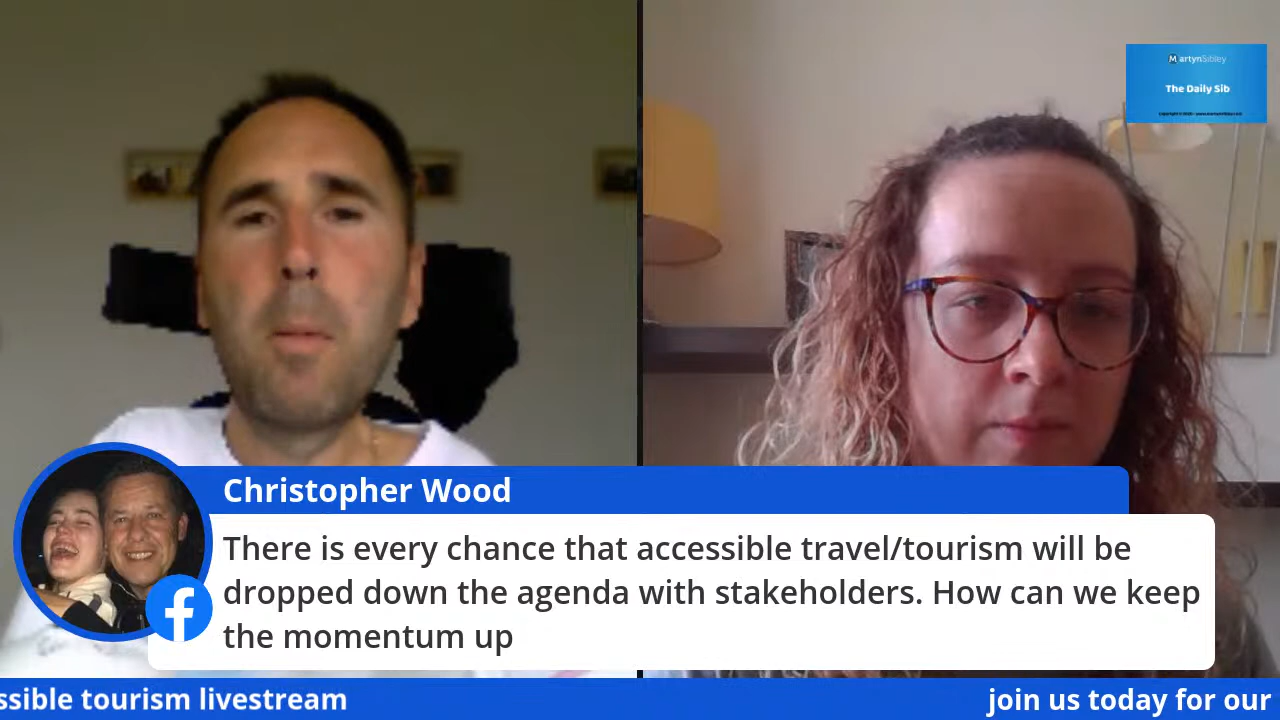 MartynSibley
The Daily Sib
Christopher Wood
There is every chance that accessible travel/tourism will be
dropped down the agenda with stakeholders. How can we keep
the momentum up
ssible tourism livestream
join us today for our